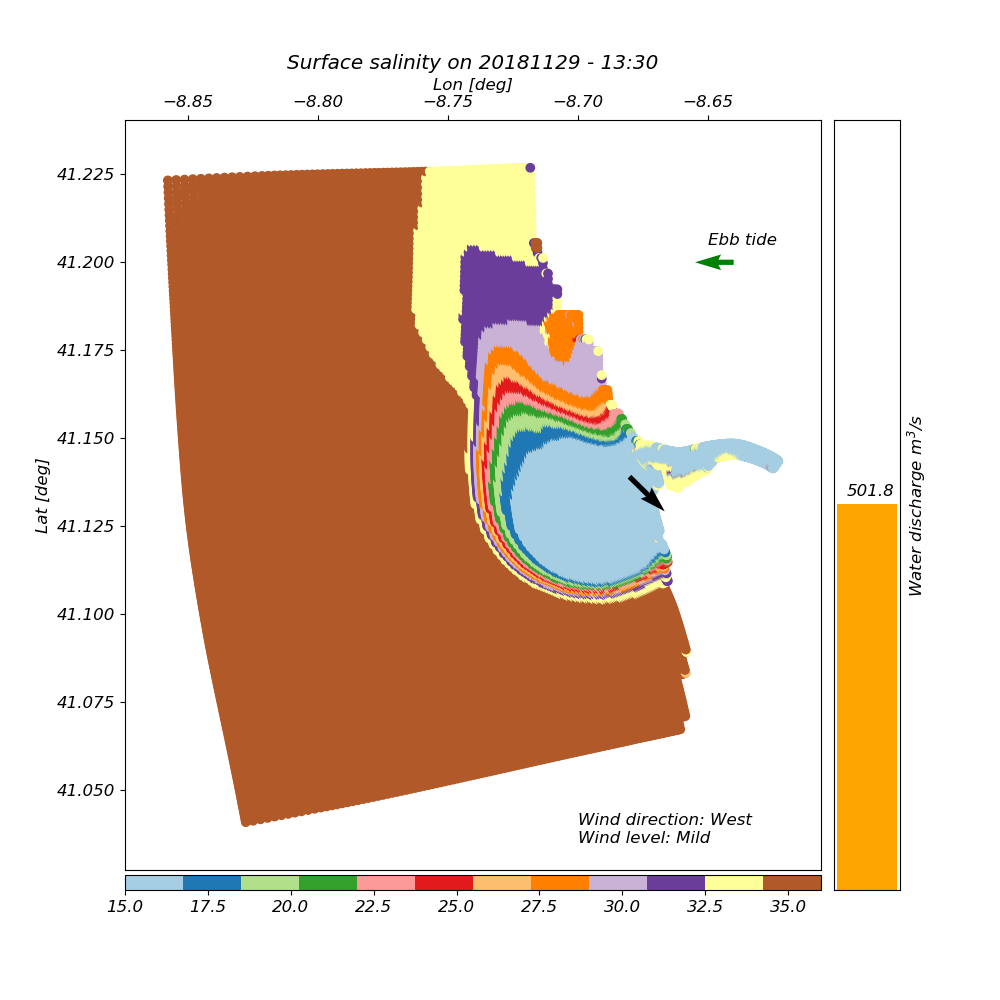 Surface salinity on 20181129 - 13:30
Lon [deg]
−8.85 −8.80 −8.75 −8.70 −8.65
41.225
Ebb tide
41.200
41.175
41.150
41.125
41.100
41.075
41.050
Lat [deg]
501.8
Water discharge m³/s
Wind direction: West
Wind level: Mild
15.0 17.5 20.0 22.5 25.0 27.5 30.0 32.5 35.0